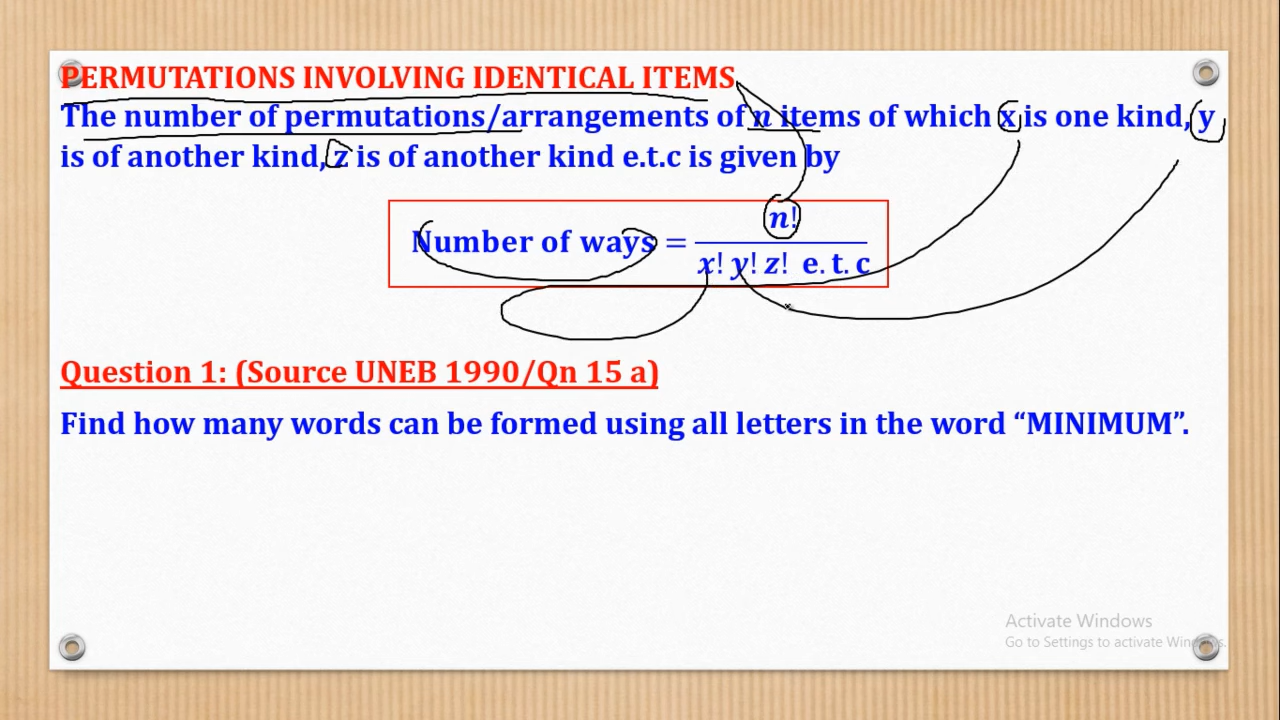 PERMUTATIONS INVOLVING IDENTICAL ITEMS
The number of permutations/arrangements of n items of which x is one kind, y
is of another kind, z is of another kind e.t.c is given by
Number of ways = n! / x! y! z! e.t.c
Question 1: (Source UNEB 1990/Qn 15 a)
Find how many words can be formed using all letters in the word “MINIMUM”.
Activate Windows
Go to Settings to activate Windows.